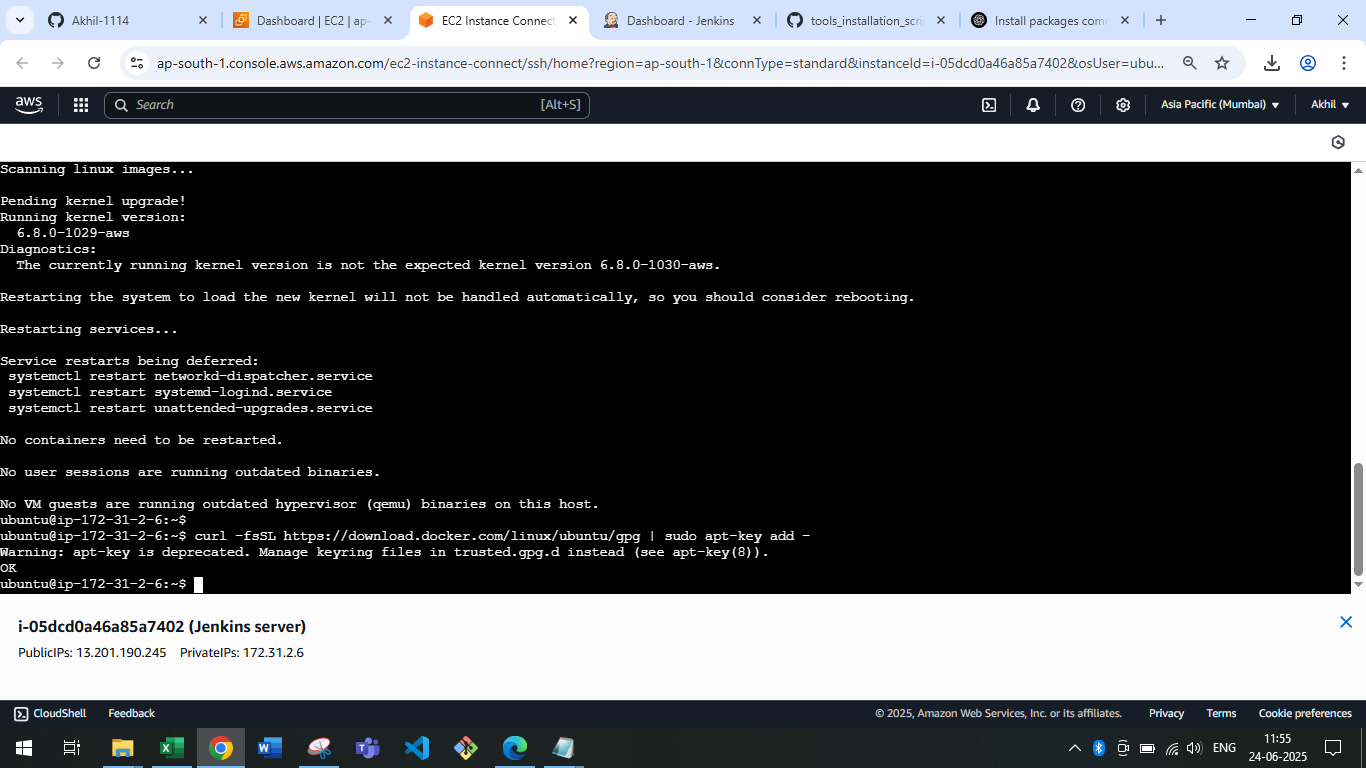 Akhil-1114
Dashboard | EC2 | ap-
EC2 Instance Connect
Dashboard - Jenkins
tools_installation_scri
Install packages com
ap-south-1.console.aws.amazon.com/ec2-instance-connect/ssh/home?region=ap-south-1&connType=standard&instanceId=i-05dcd0a46a85a7402&osUser=ubu...
aws
Search
[Alt+S]
Asia Pacific (Mumbai)
Akhil
Scanning linux images...
Pending kernel upgrade!
Running kernel version:
6.8.0-1029-aws
Diagnostics:
The currently running kernel version is not the expected kernel version 6.8.0-1030-aws.
Restarting the system to load the new kernel will not be handled automatically, so you should consider rebooting.
Restarting services...
Service restarts being deferred:
systemctl restart networkd-dispatcher.service
systemctl restart systemd-logind.service
systemctl restart unattended-upgrades.service
No containers need to be restarted.
No user sessions are running outdated binaries.
No VM guests are running outdated hypervisor (qemu) binaries on this host.
ubuntu@ip-172-31-2-6:~$
ubuntu@ip-172-31-2-6:~$ curl -fsSL https://download.docker.com/linux/ubuntu/gpg | sudo apt-key add -
Warning: apt-key is deprecated. Manage keyring files in trusted.gpg.d instead (see apt-key(8)).
OK
ubuntu@ip-172-31-2-6:~$
i-05dcd0a46a85a7402 (Jenkins server)
PublicIPs: 13.201.190.245 PrivateIPs: 172.31.2.6
CloudShell
Feedback
© 2025, Amazon Web Services, Inc. or its affiliates.
Privacy
Terms
Cookie preferences
ENG
11:55
24-06-2025